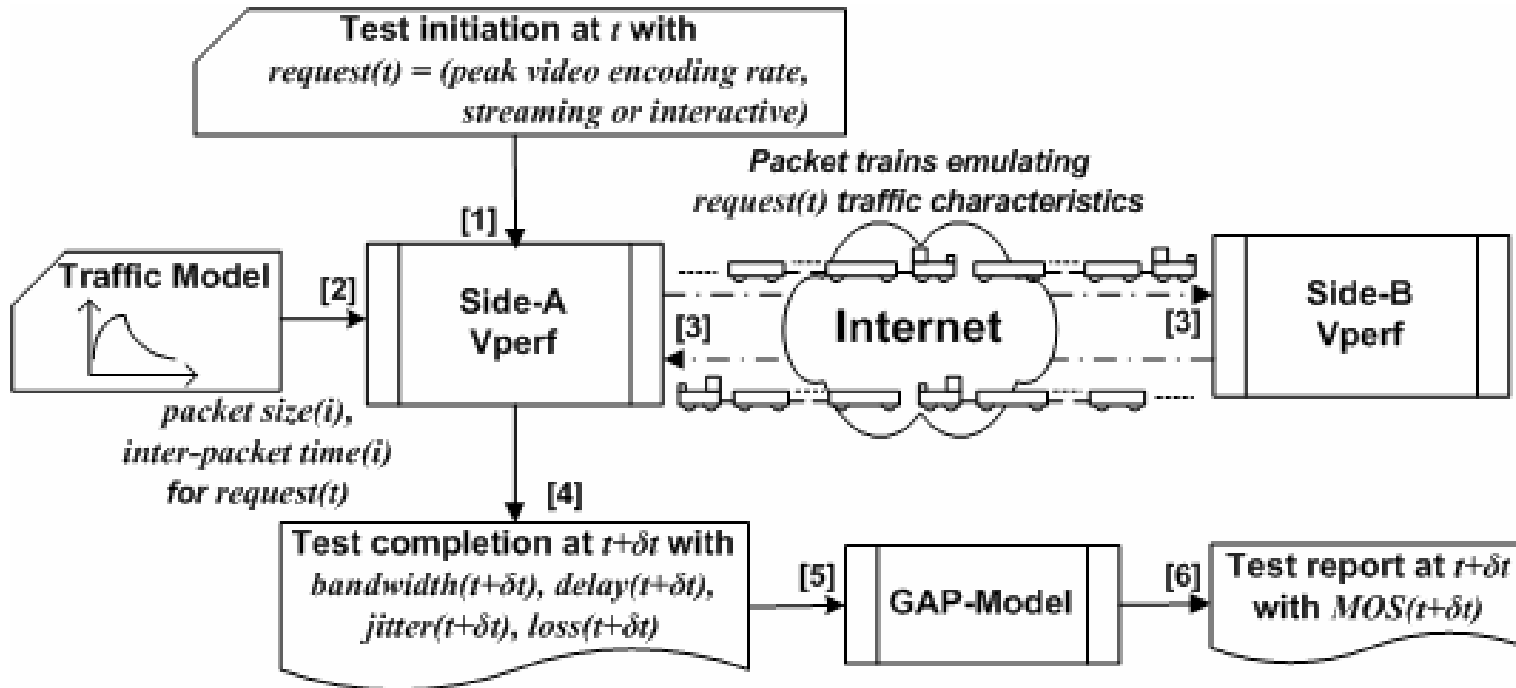 Test initiation at t with
request(t) = (peak video encoding rate,
streaming or interactive)
Packet trains emulating
request(t) traffic characteristics
[1]
Traffic Model
[2]
Side-A
Vperf
[3]
Internet
[3]
Side-B
Vperf
packet size(i),
inter-packet time(i)
for request(t)
[4]
Test completion at t+δt with
bandwidth(t+δt), delay(t+δt),
jitter(t+δt), loss(t+δt)
[5]
GAP-Model
[6]
Test report at t+δt
with MOS(t+δt)